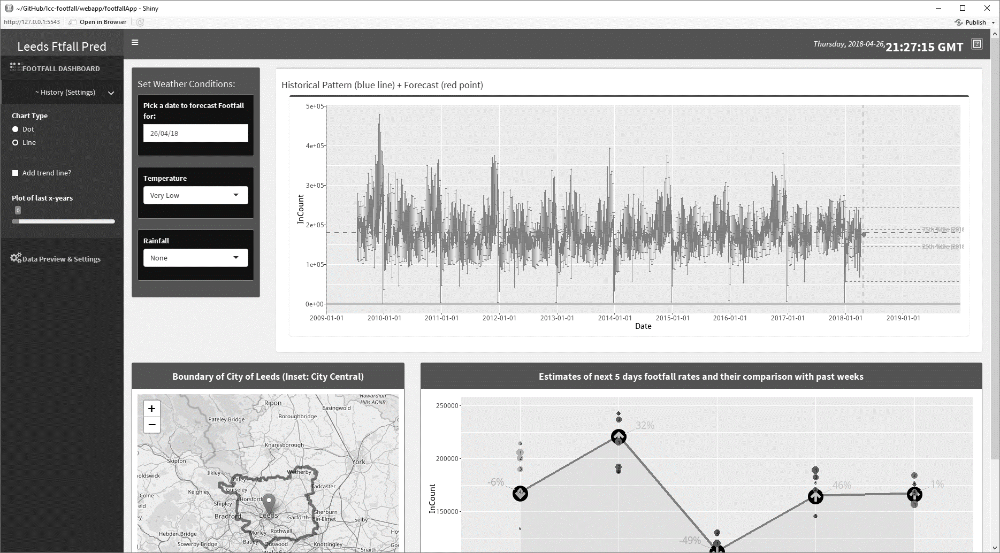 ~/GitHub/lcc-footfall/webapp/footfallApp - Shiny
http://127.0.0.1:5543
Open in Browser
Publish
Leeds Ftfall Pred
Thursday, 2018-04-26, 21:27:15 GMT
?
FOOTFALL DASHBOARD
~ History (Settings)
Chart Type
Dot
Line
Add trend line?
Plot of last x-years
0
Data Preview & Settings
Set Weather Conditions:
Pick a date to forecast Footfall
for:
26/04/18
Temperature
Very Low
Rainfall
None
Historical Pattern (blue line) + Forecast (red point)
5e+05
4e+05
3e+05
2e+05
1e+05
0e+00
InCount
75th %tile (2018
25th %tile (2018
2009-01-01 2010-01-01 2011-01-01 2012-01-01 2013-01-01 2014-01-01 2015-01-01 2016-01-01 2017-01-01 2018-01-01 2019-01-01
Date
Boundary of City of Leeds (Inset: City Central)
+
−
Howardian
Hills AONB
Ripon
Easingwold
Boroughbridge
Pateley Bridge
Knaresborough
Skipton
York
Ilkley
Wetherby
oldswick
Otley
Tadcaster
Keighley
Guiseley
Horsforth
Shipley
eld
Sherburn
in Elmet
Bradford
Leeds
Garforth
Selby
ey
Hebden Bridge
Morley
Rothwell
Ho
Sowerby Bridge
Batley
Outwood
Knottingley
Snaith
Wakefield
Estimates of next 5 days footfall rates and their comparison with past weeks
250000
200000
150000
InCount
-6%
32%
-49%
46%
1%